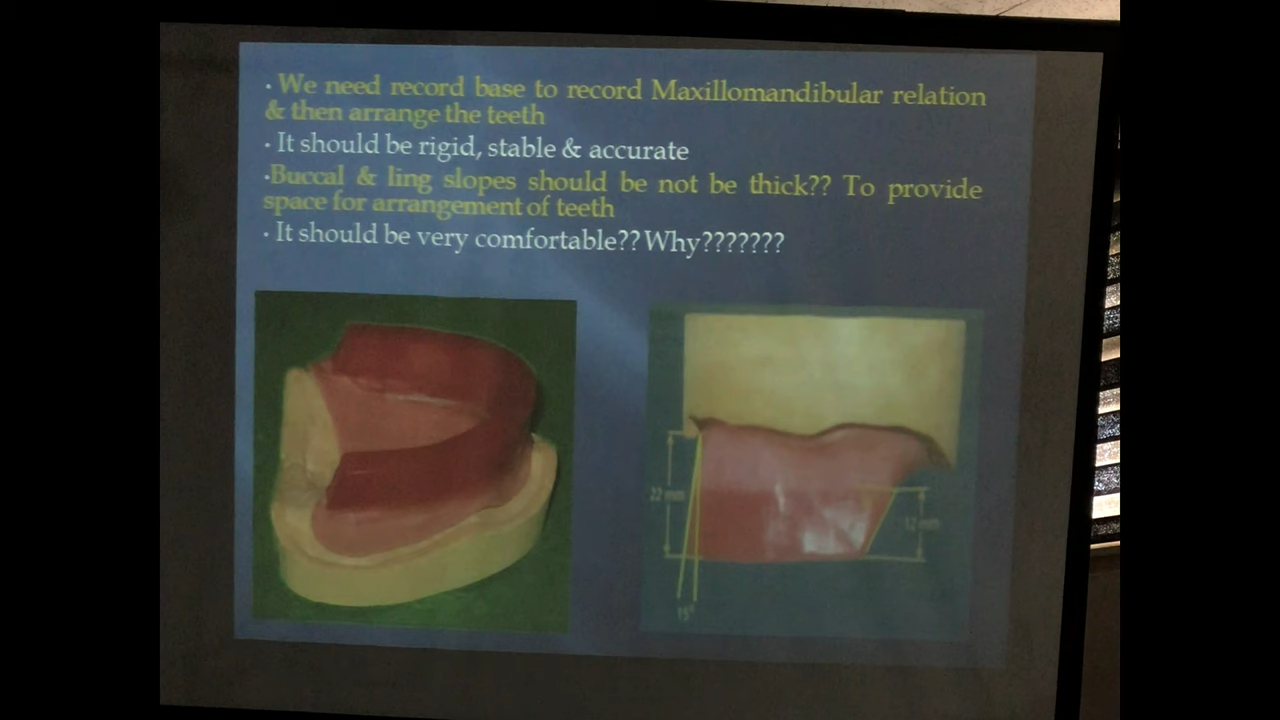 · We need record base to record Maxillomandibular relation
& then arrange the teeth
· It should be rigid, stable & accurate
·Buccal & ling slopes should be not be thick?? To provide
space for arrangement of teeth
· It should be very comfortable?? Why???????
22 mm
12 mm
15°